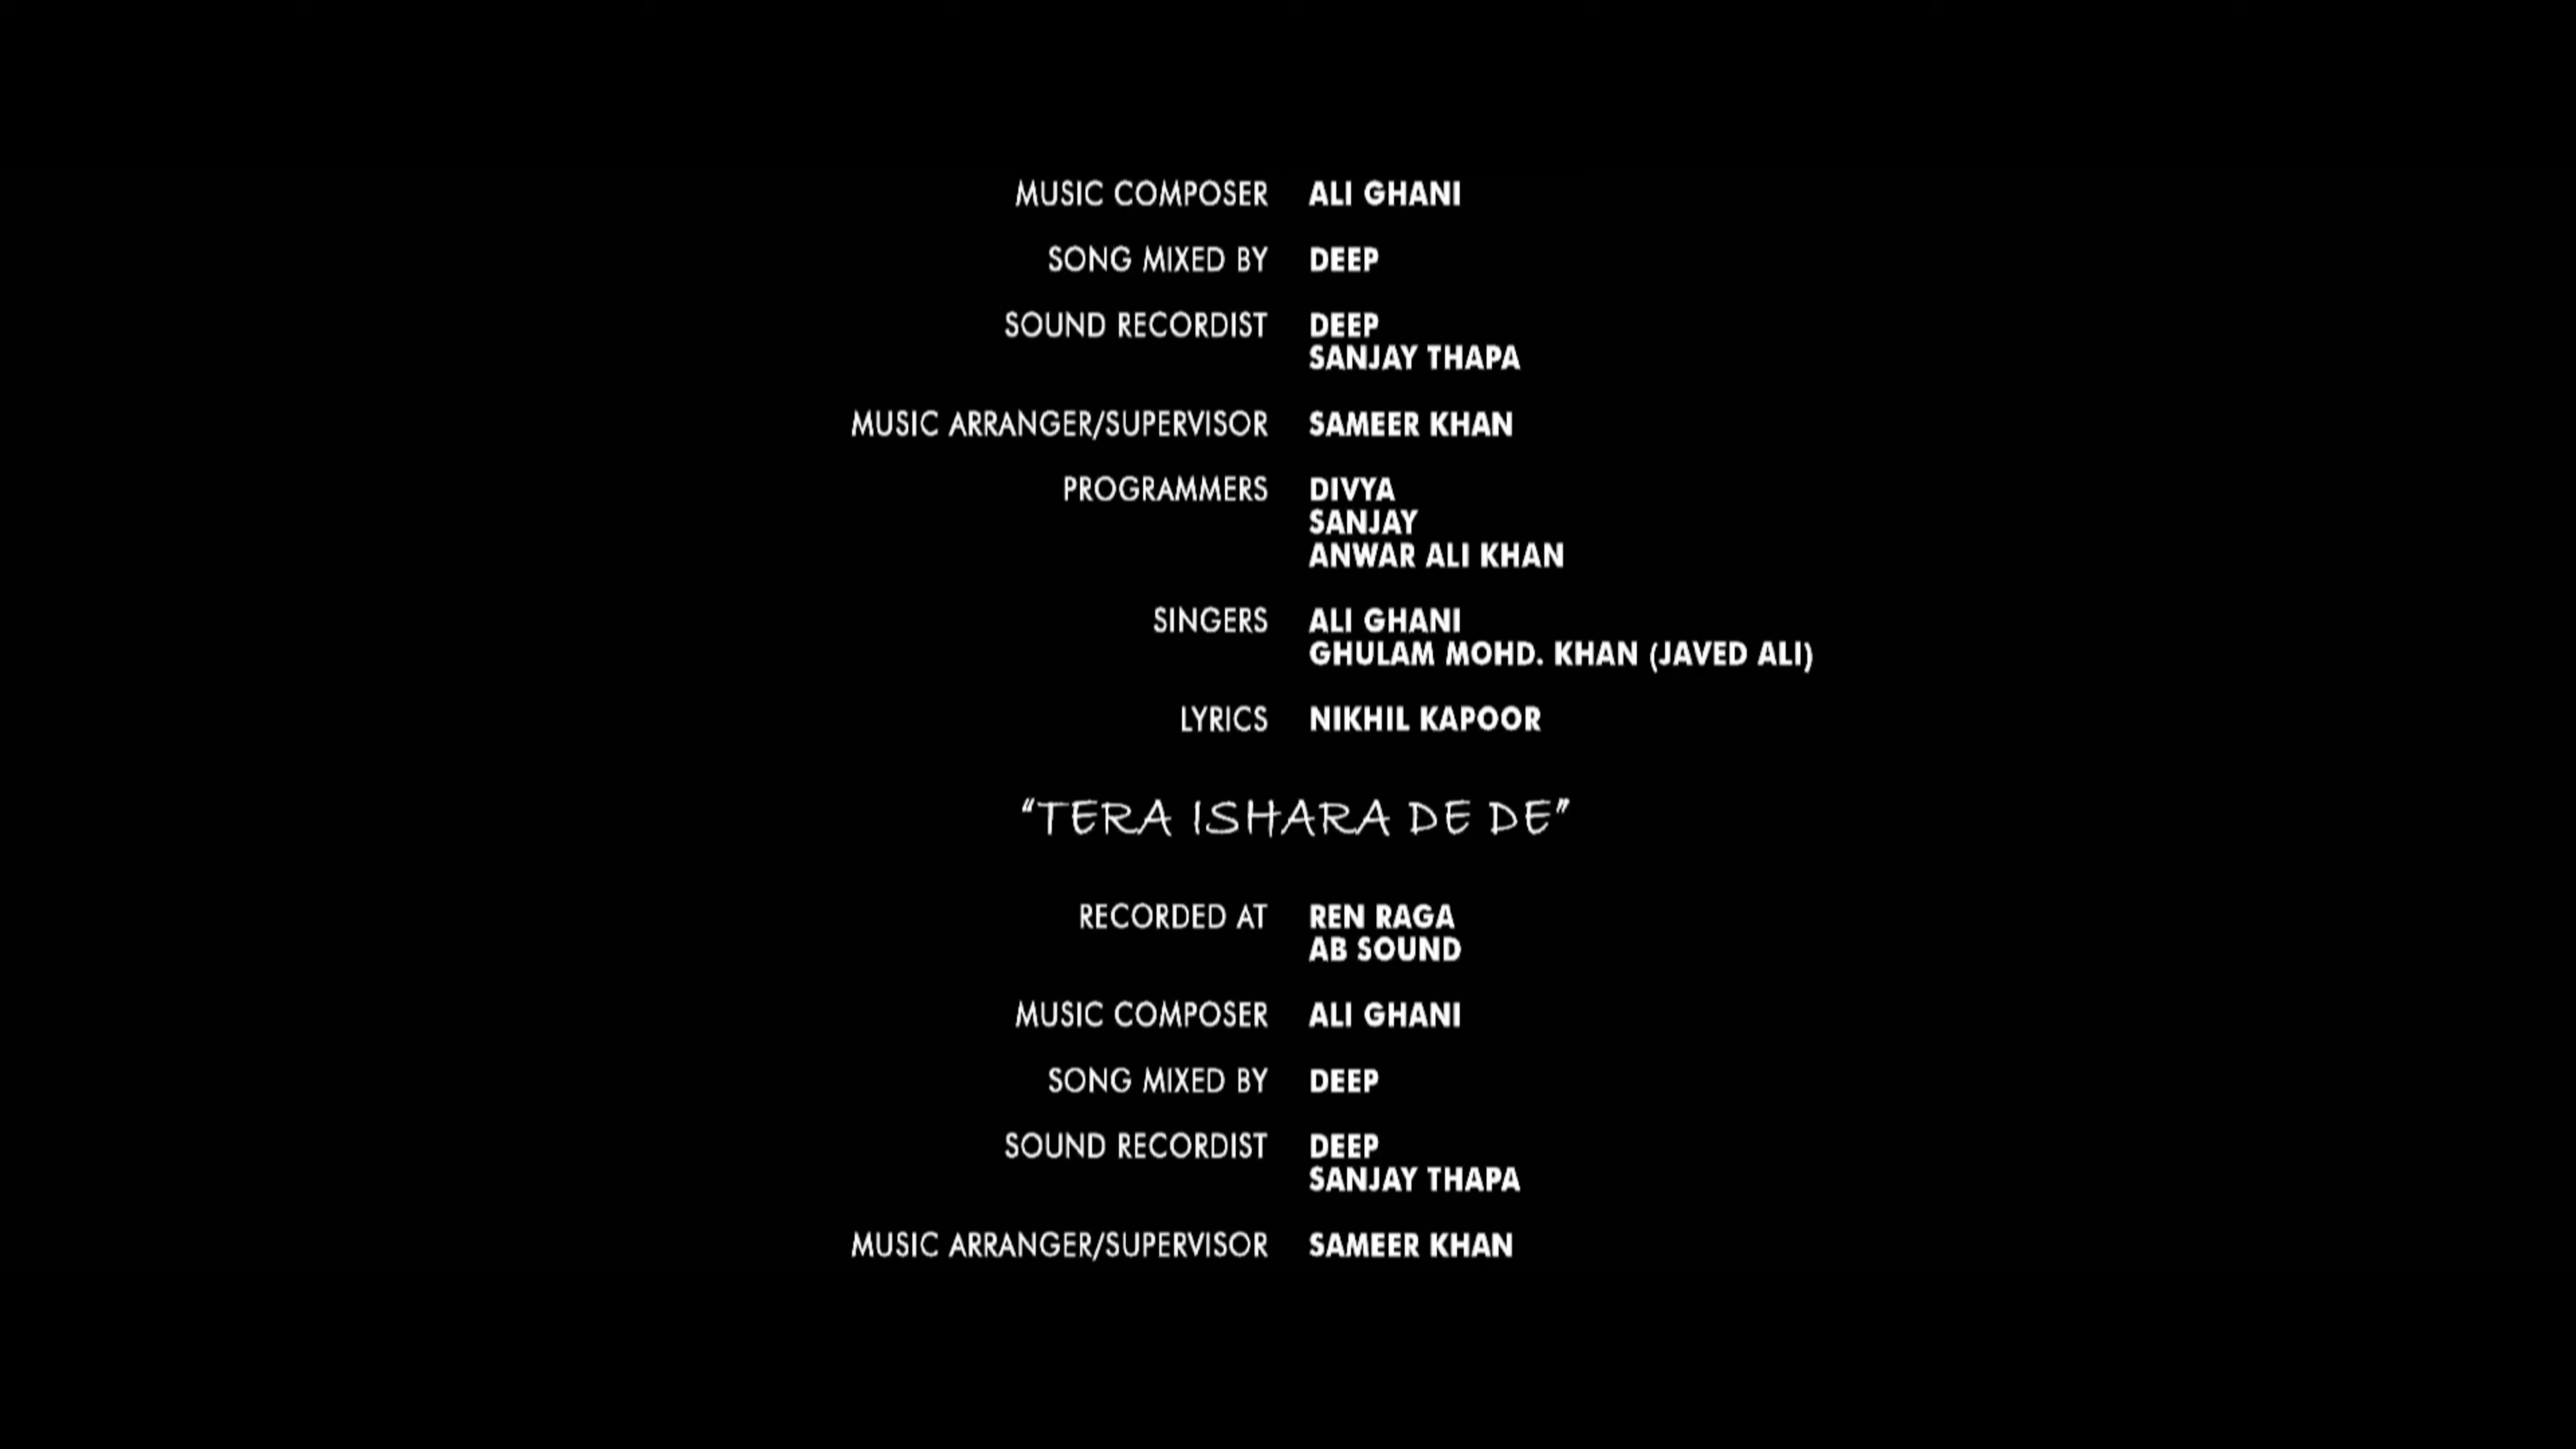 MUSIC COMPOSER ALI GHANI
SONG MIXED BY DEEP
SOUND RECORDIST DEEP
SANJAY THAPA
MUSIC ARRANGER/SUPERVISOR SAMEER KHAN
PROGRAMMERS DIVYA
SANJAY
ANWAR ALI KHAN
SINGERS ALI GHANI
GHULAM MOHD. KHAN (JAVED ALI)
LYRICS NIKHIL KAPOOR
“TERA ISHARA DE DE”
RECORDED AT REN RAGA
AB SOUND
MUSIC COMPOSER ALI GHANI
SONG MIXED BY DEEP
SOUND RECORDIST DEEP
SANJAY THAPA
MUSIC ARRANGER/SUPERVISOR SAMEER KHAN